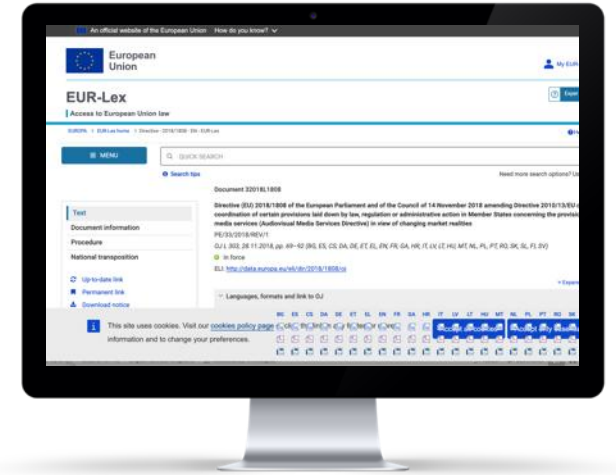 An official website of the European Union How do you know?
European
Union
My EUR
EUR-Lex
Access to European Union law
Exper
EUROPA > EUR-Lex home > Directive - 2018/1808 - EN - EUR-Lex
MENU
QUICK SEARCH
Search tips
Need more search options? Us
Document 32018L1808
Text
Document information
Procedure
National transposition
Up-to-date link
Permanent link
Download notice
Directive (EU) 2018/1808 of the European Parliament and of the Council of 14 November 2018 amending Directive 2010/13/EU
coordination of certain provisions laid down by law, regulation or administrative action in Member States concerning the provisio
media services (Audiovisual Media Services Directive) in view of changing market realities
PE/33/2018/REV/1
OJ L 303, 28.11.2018, pp. 69–92 (BG, ES, CS, DA, DE, ET, EL, EN, FR, GA, HR, IT, LV, LT, HU, MT, NL, PL, PT, RO, SK, SL, FI, SV)
In force
ELI: http://data.europa.eu/eli/dir/2018/1808/oj
Expan
Languages, formats and link to OJ
BG ES CS DA DE ET EL EN FR GA HR IT LV LT HU MT NL PL PT RO SK
This site uses cookies. Visit our cookies policy page
information and to change your preferences.